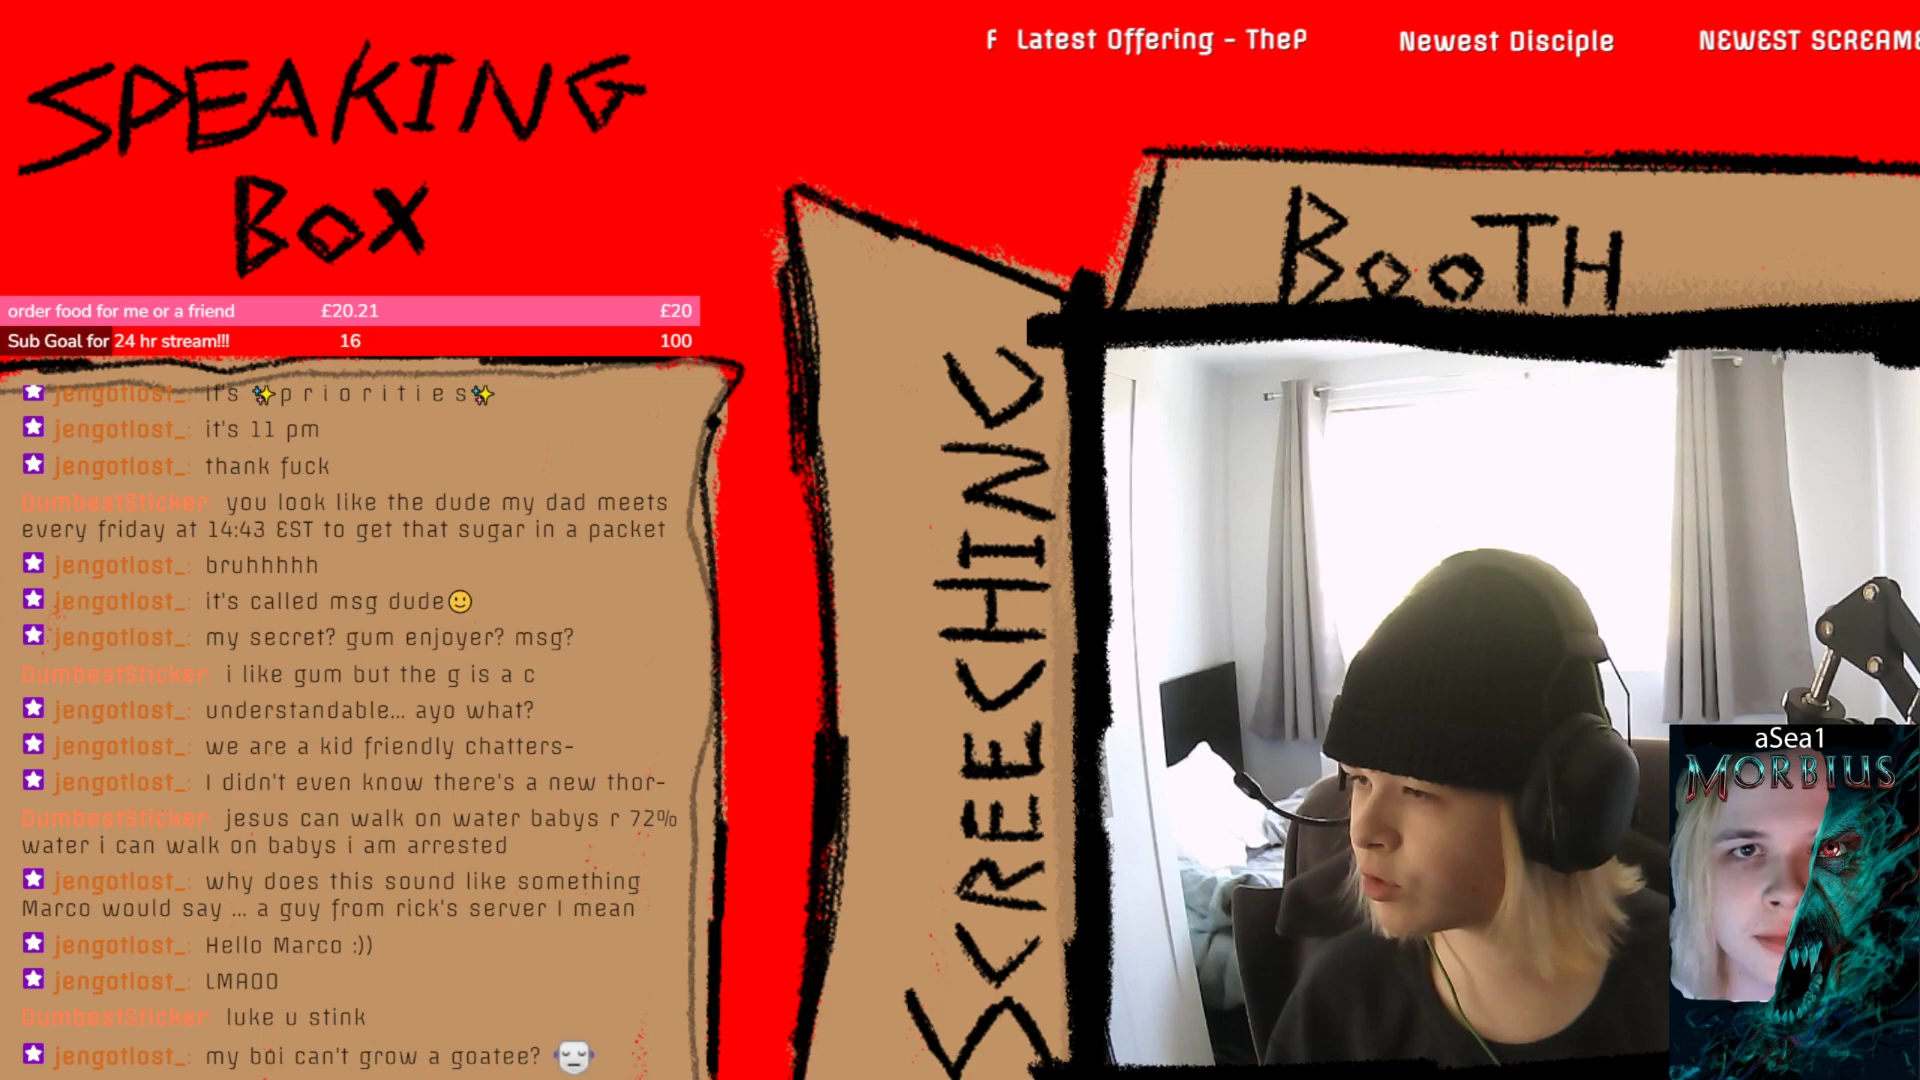 F Latest Offering - TheP
Newest Disciple
NEWEST SCREAME
SPEAKING
BOX
order food for me or a friend £20.21 £20
Sub Goal for 24 hr stream!!! 16 100
jengotlost_: it's ✨p r i o r i t i e s✨
jengotlost_: it's 11 pm
jengotlost_: thank fuck
DumbestSticker: you look like the dude my dad meets
every friday at 14:43 EST to get that sugar in a packet
jengotlost_: bruhhhhh
jengotlost_: it's called msg dude🙂
jengotlost_: my secret? gum enjoyer? msg?
DumbestSticker: i like gum but the g is a c
jengotlost_: understandable... ayo what?
jengotlost_: we are a kid friendly chatters-
jengotlost_: I didn't even know there's a new thor-
DumbestSticker: jesus can walk on water babys r 72%
water i can walk on babys i am arrested
jengotlost_: why does this sound like something
Marco would say ... a guy from rick's server I mean
jengotlost_: Hello Marco :))
jengotlost_: LMAOO
DumbestSticker: luke u stink
jengotlost_: my boi can't grow a goatee?
SCREECHING
BOOTH
aSea1
MORBIUS